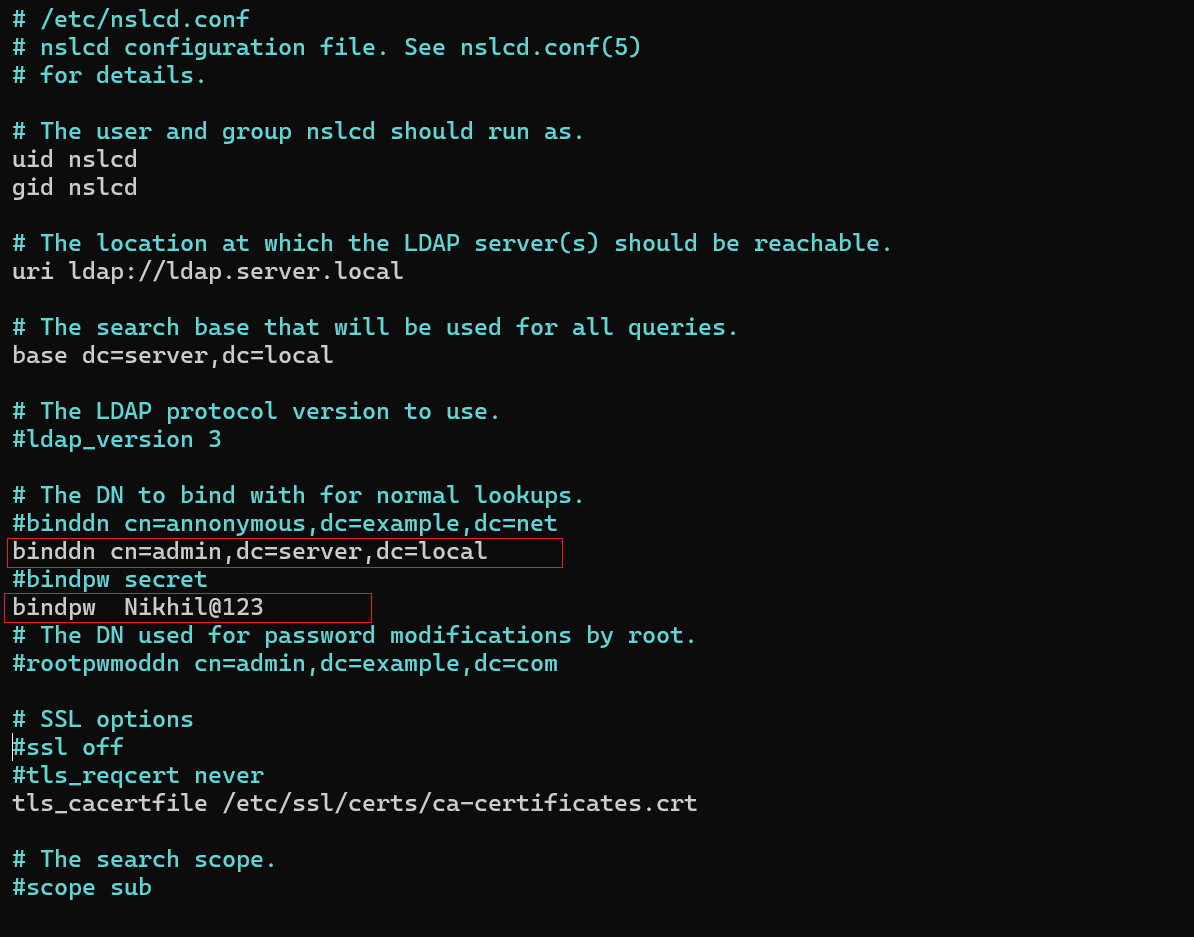 # /etc/nslcd.conf
# nslcd configuration file. See nslcd.conf(5)
# for details.
# The user and group nslcd should run as.
uid nslcd
gid nslcd
# The location at which the LDAP server(s) should be reachable.
uri ldap://ldap.server.local
# The search base that will be used for all queries.
base dc=server,dc=local
# The LDAP protocol version to use.
#ldap_version 3
# The DN to bind with for normal lookups.
#binddn cn=annonymous,dc=example,dc=net
binddn cn=admin,dc=server,dc=local
#bindpw secret
bindpw  Nikhil@123
# The DN used for password modifications by root.
#rootpwmoddn cn=admin,dc=example,dc=com
# SSL options
#ssl off
#tls_reqcert never
tls_cacertfile /etc/ssl/certs/ca-certificates.crt
# The search scope.
#scope sub